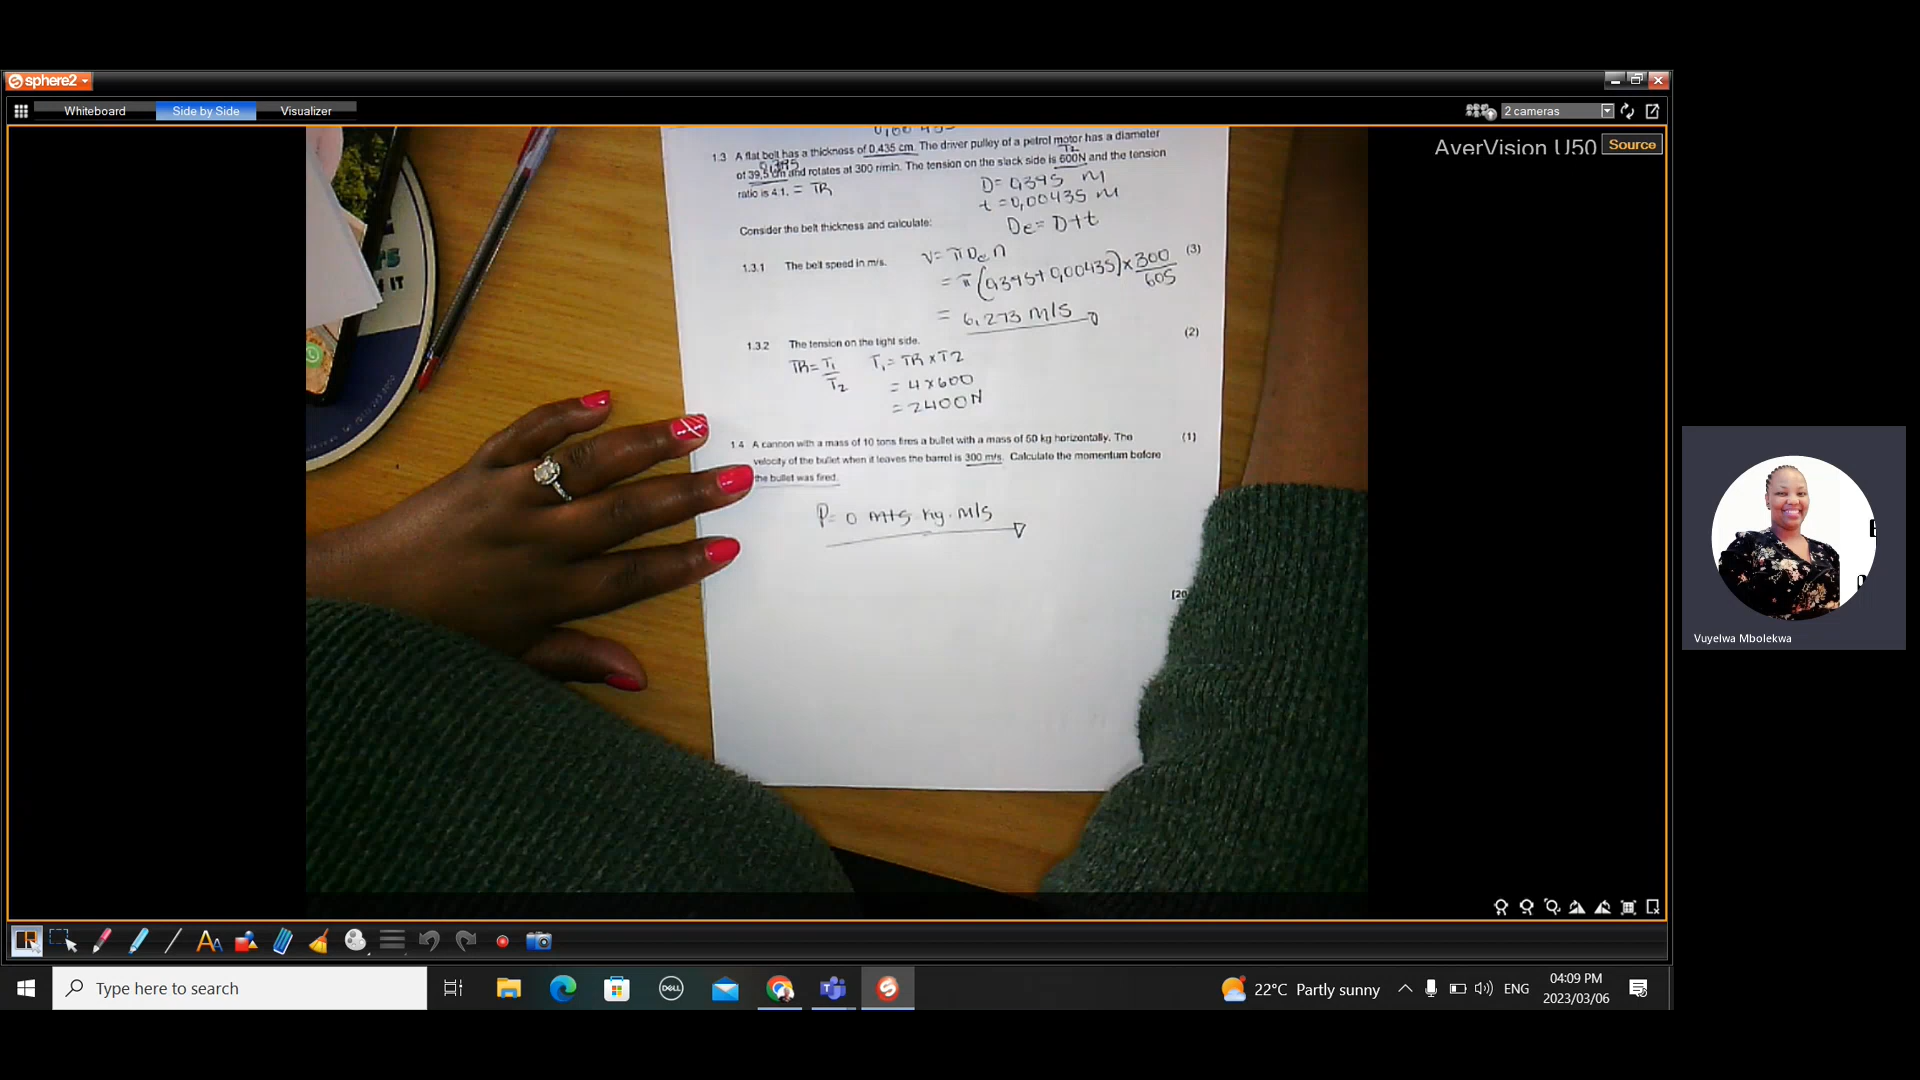 sphere2
Whiteboard
Side by Side
Visualizer
2 cameras
AverVision U50
Source
1.3 A flat belt has a thickness of 0,435 cm. The driver pulley of a petrol motor has a diameter
0,395
T2
of 39,5 cm and rotates at 300 r/min. The tension on the slack side is 600N and the tension
ratio is 4:1. = TR
D = 0,395 m
t = 0,00435 m
De = D+t
Consider the belt thickness and calculate:
1.3.1 The belt speed in m/s.
v = π De n
(3)
= π (0,395+0,00435) × 300/60s
= 6,273 m/s
1.3.2 The tension on the tight side.
(2)
TR = T1/T2
T1 = TR × T2
= 4 × 600
= 2400N
1.4 A cannon with a mass of 10 tons fires a bullet with a mass of 50 kg horizontally. The
(1)
velocity of the bullet when it leaves the barrel is 300 m/s. Calculate the momentum before
the bullet was fired.
P = 0 kg.m/s
[20
Vuyelwa Mbolekwa
Type here to search
DELL
22°C Partly sunny
ENG
04:09 PM
2023/03/06